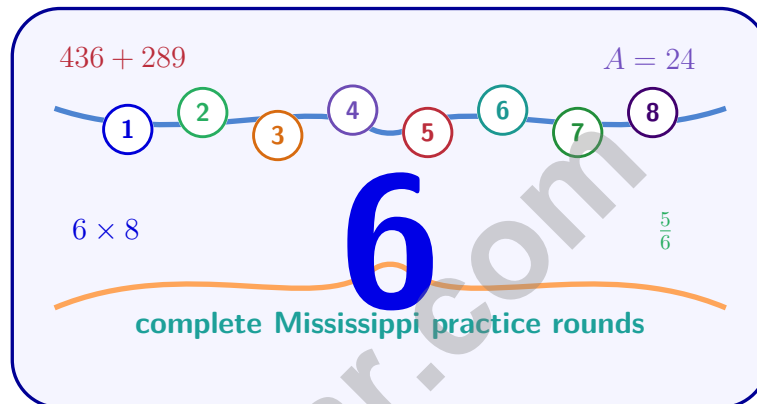 436 + 289
A = 24
1 2 3 4 5 6 7 8
6
6 × 8
5/6
complete Mississippi practice rounds